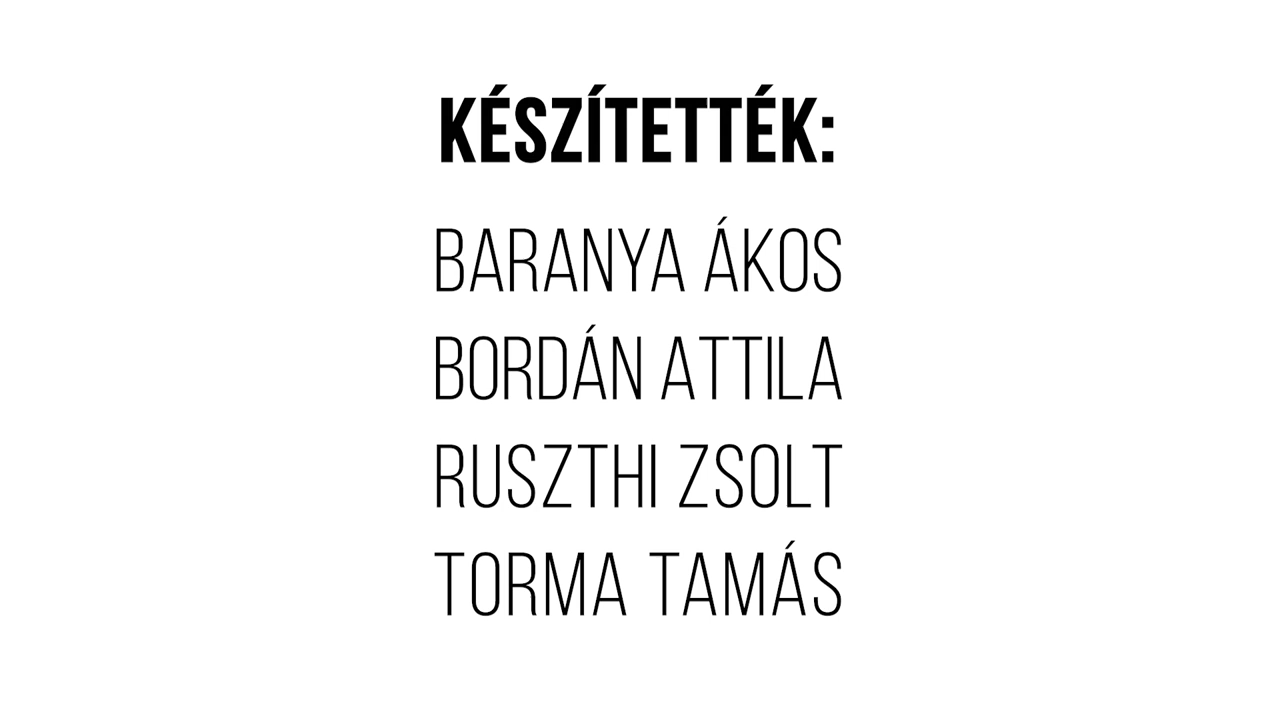 KÉSZÍTETTÉK:
BARANYA ÁKOS
BORDÁN ATTILA
RUSZTHI ZSOLT
TORMA TAMÁS